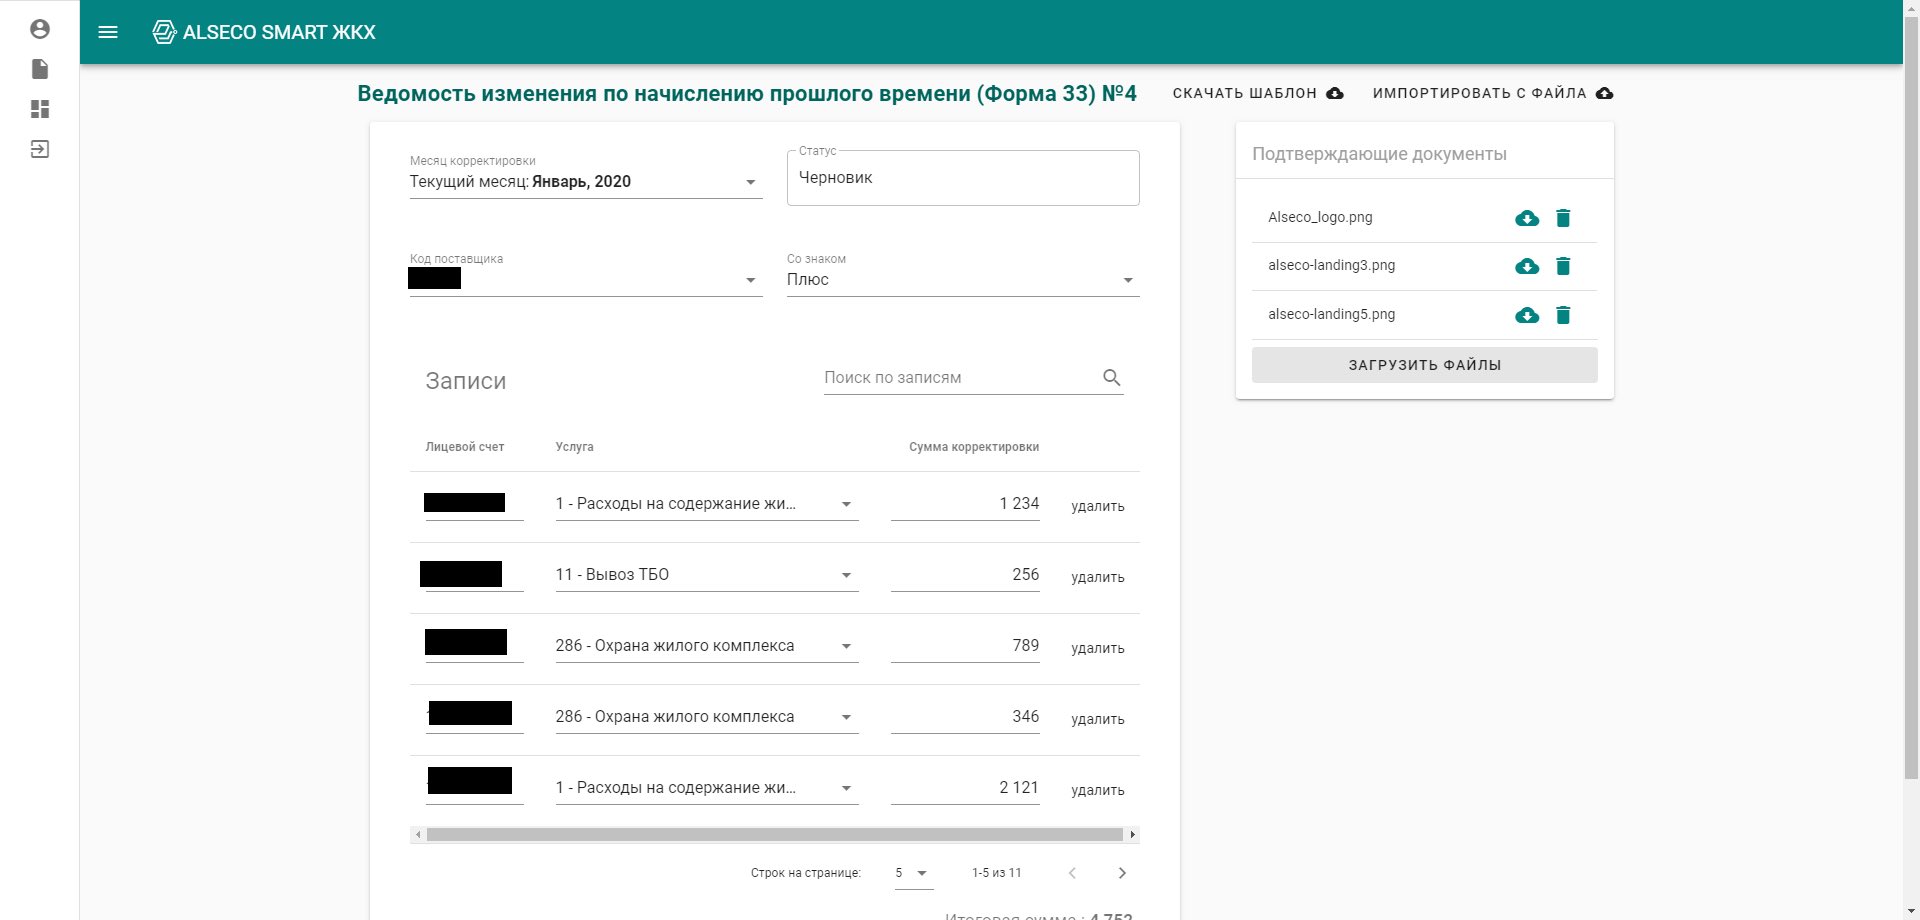 ALSECO SMART ЖКХ
Ведомость изменения по начислению прошлого времени (Форма 33) №4
СКАЧАТЬ ШАБЛОН
ИМПОРТИРОВАТЬ С ФАЙЛА
Месяц корректировки
Текущий месяц: Январь, 2020
Статус
Черновик
Код поставщика
Со знаком
Плюс
Записи
Поиск по записям
Лицевой счет Услуга Сумма корректировки
1 - Расходы на содержание жи... 1 234 удалить
11 - Вывоз ТБО 256 удалить
286 - Охрана жилого комплекса 789 удалить
286 - Охрана жилого комплекса 346 удалить
1 - Расходы на содержание жи... 2 121 удалить
Строк на странице: 5 1-5 из 11
Итоговая сумма : 4 752
Подтверждающие документы
Alseco_logo.png
alseco-landing3.png
alseco-landing5.png
ЗАГРУЗИТЬ ФАЙЛЫ